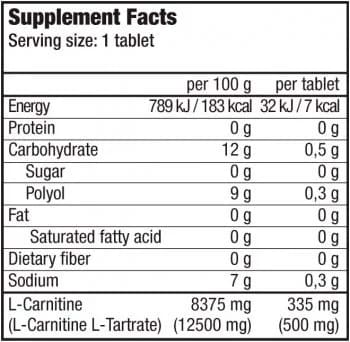 Supplement Facts
Serving size: 1 tablet
per 100 g per tablet
Energy 789 kJ / 183 kcal 32 kJ / 7 kcal
Protein 0 g 0 g
Carbohydrate 12 g 0,5 g
Sugar 0 g 0 g
Polyol 9 g 0,3 g
Fat 0 g 0 g
Saturated fatty acid 0 g 0 g
Dietary fiber 0 g 0 g
Sodium 7 g 0,3 g
L-Carnitine 8375 mg 335 mg
(L-Carnitine L-Tartrate) (12500 mg) (500 mg)